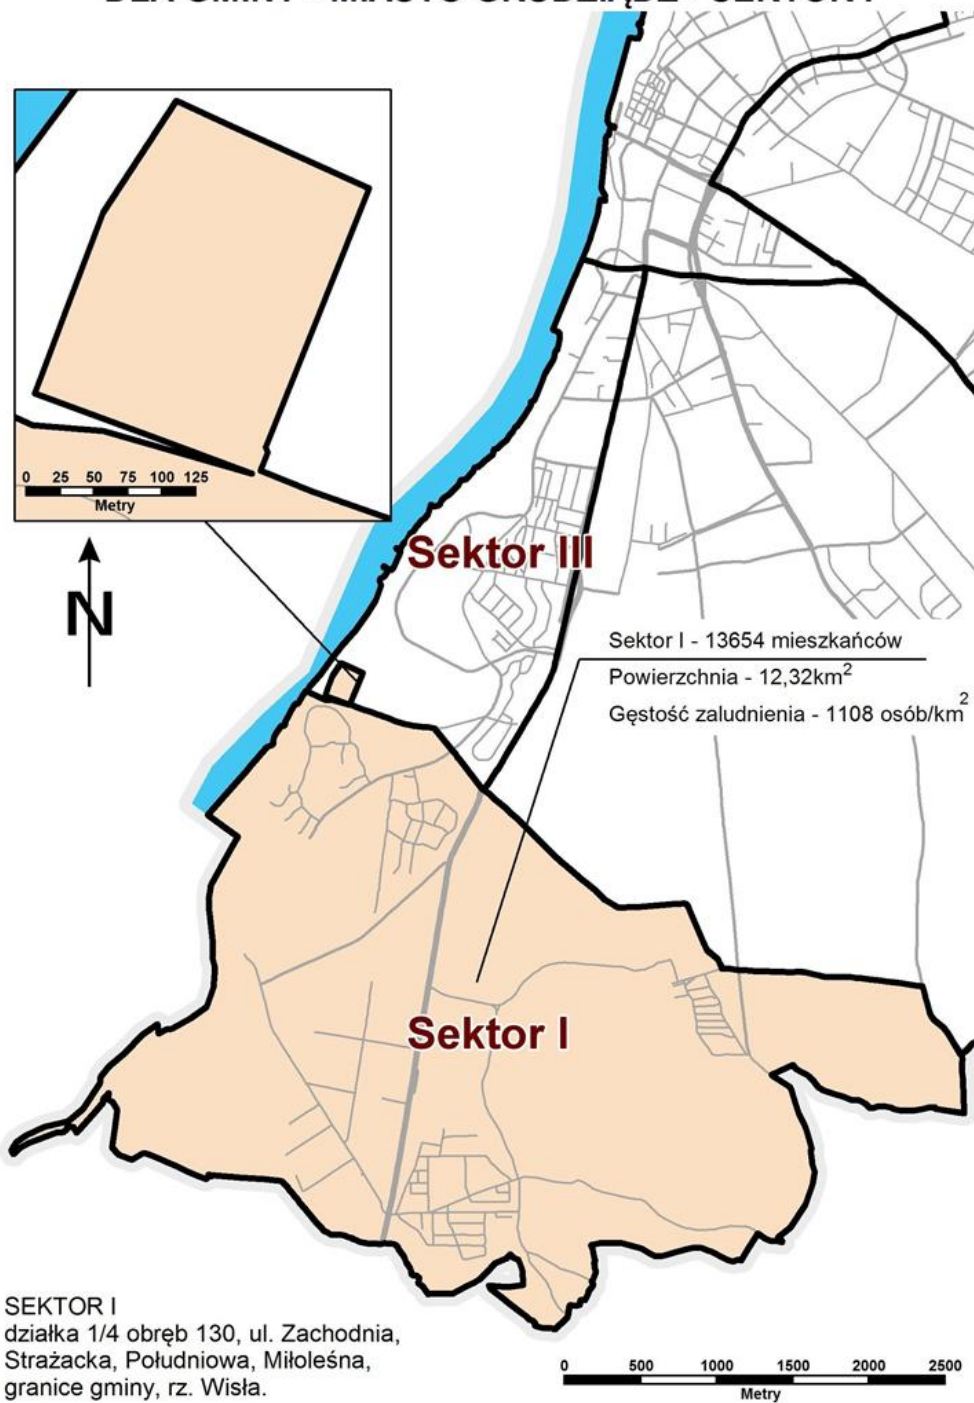 0 25 50 75 100 125
Metry
N
Sektor III
Sektor I - 13654 mieszkańców
Powierzchnia - 12,32km²
Gęstość zaludnienia - 1108 osób/km²
Sektor I
SEKTOR I
działka 1/4 obręb 130, ul. Zachodnia,
Strażacka, Południowa, Miłoleśna,
granice gminy, rz. Wisła.
0 500 1000 1500 2000 2500
Metry